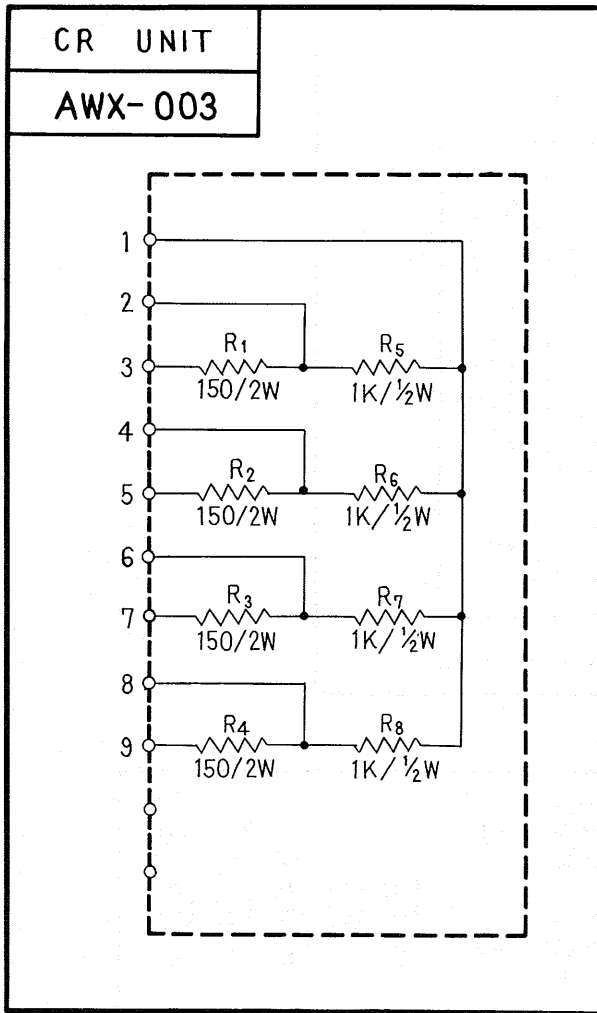 CR UNIT
AWX-003
1
2
3 R1 R5
150/2W 1K/½W
4
5 R2 R6
150/2W 1K/½W
6
7 R3 R7
150/2W 1K/½W
8
9 R4 R8
150/2W 1K/½W